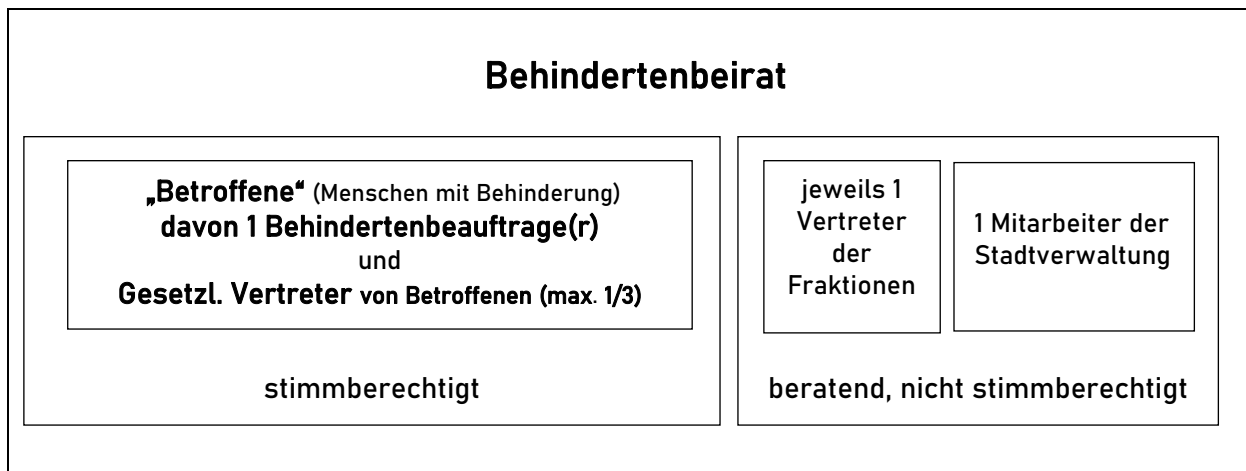 Behindertenbeirat
„Betroffene“ (Menschen mit Behinderung)
davon 1 Behindertenbeauftrage(r)
und
Gesetzl. Vertreter von Betroffenen (max. 1/3)
stimmberechtigt
jeweils 1
Vertreter
der
Fraktionen
1 Mitarbeiter der
Stadtverwaltung
beratend, nicht stimmberechtigt